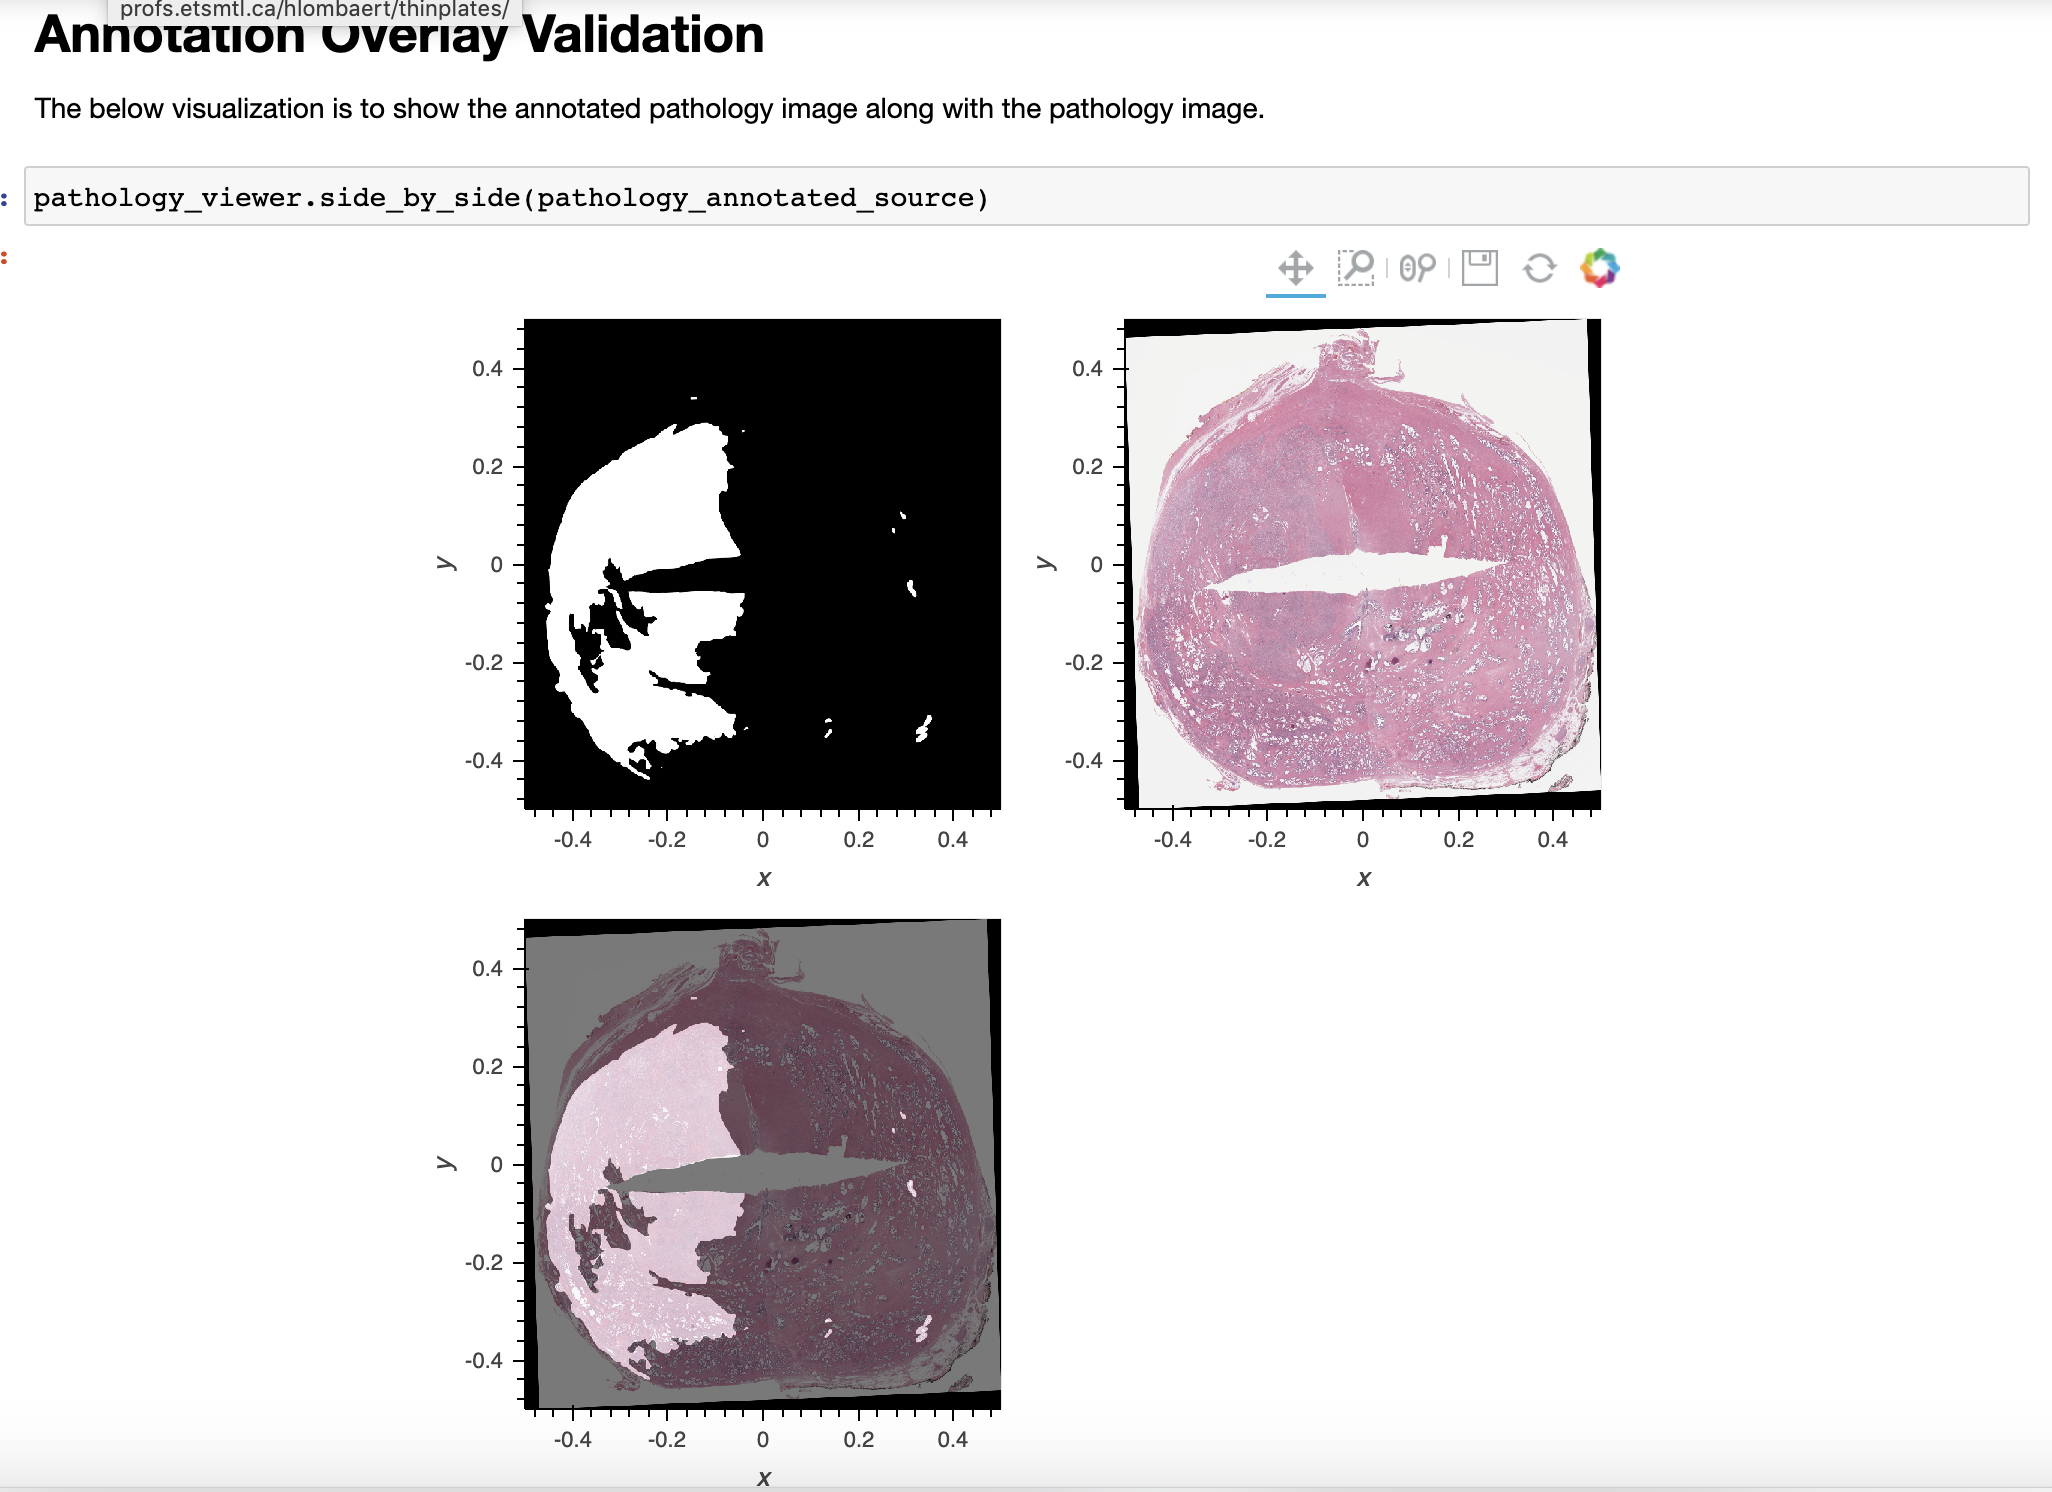 profs.etsmtl.ca/hlombaert/thinplates/
Annotation Overlay Validation
The below visualization is to show the annotated pathology image along with the pathology image.
pathology_viewer.side_by_side(pathology_annotated_source)
0.4
0.2
0
-0.2
-0.4
y
-0.4 -0.2 0 0.2 0.4
x
0.4
0.2
0
-0.2
-0.4
y
-0.4 -0.2 0 0.2 0.4
x
0.4
0.2
0
-0.2
-0.4
y
-0.4 -0.2 0 0.2 0.4
x